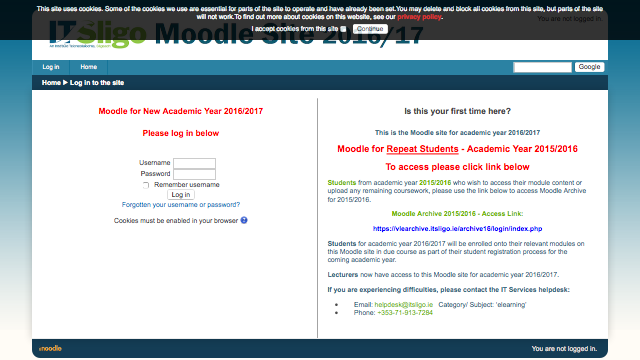 This site uses cookies. Some of the cookies we use are essential for parts of the site to operate and have already been set.You may delete and block all cookies from this site, but parts of the site
will not work.To find out more about cookies on this website, see our privacy policy.
You are not logged in.
I accept cookies from this site Continue
ITSligo Moodle Site 2016/17
Log in Home Google
Home ► Log in to the site
Moodle for New Academic Year 2016/2017
Please log in below
Username
Password
Remember username
Log in
Forgotten your username or password?
Cookies must be enabled in your browser ?
Is this your first time here?
This is the Moodle site for academic year 2016/2017
Moodle for Repeat Students - Academic Year 2015/2016
To access please click link below
Students from academic year 2015/2016 who wish to access their module content or
upload any remaining coursework, please use the link below to access Moodle Archive
for 2015/2016.
Moodle Archive 2015/2016 - Access Link:
https://vlearchive.itsligo.ie/archive16/login/index.php
Students for academic year 2016/2017 will be enrolled onto their relevant modules on
this Moodle site in due course as part of their student registration process for the
coming academic year.
Lecturers now have access to this Moodle site for academic year 2016/2017.
If you are experiencing difficulties, please contact the IT Services helpdesk:
• Email: helpdesk@itsligo.ie Category/ Subject: 'elearning'
• Phone: +353-71-913-7284
moodle
You are not logged in.